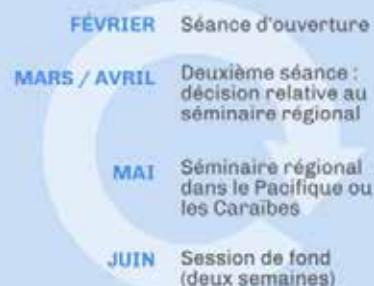 FÉVRIER Séance d'ouverture
MARS / AVRIL Deuxième séance :
décision relative au
séminaire régional
MAI Séminaire régional
dans le Pacifique ou
les Caraïbes
JUIN Session de fond
(deux semaines)